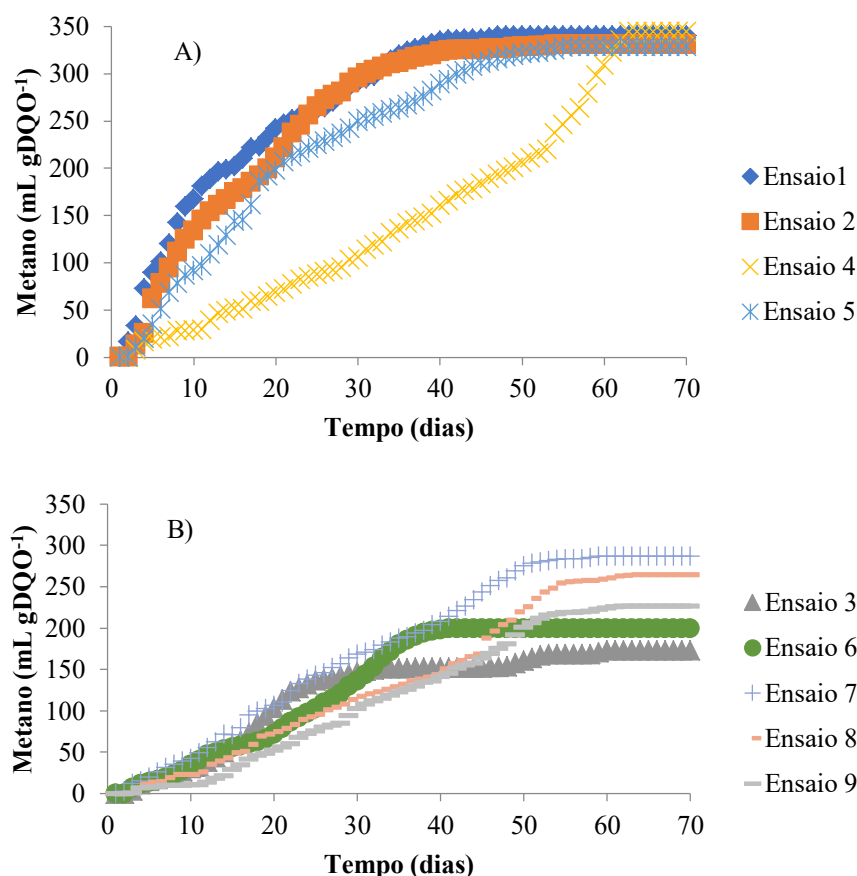 A)
Metano (mL gDQO⁻¹)
350
300
250
200
150
100
50
0
0 10 20 30 40 50 60 70
Tempo (dias)
Ensaio1
Ensaio 2
Ensaio 4
Ensaio 5
B)
Metano (mL gDQO⁻¹)
350
300
250
200
150
100
50
0
0 10 20 30 40 50 60 70
Tempo (dias)
Ensaio 3
Ensaio 6
Ensaio 7
Ensaio 8
Ensaio 9